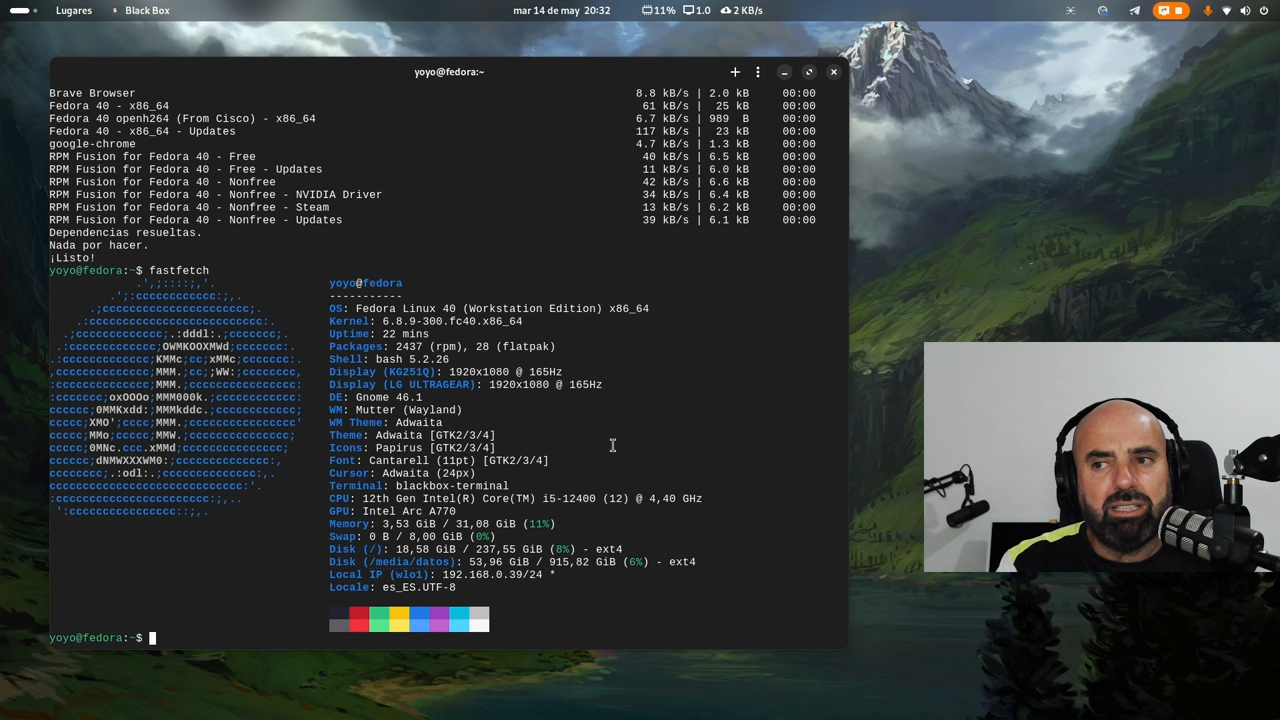 Lugares Black Box mar 14 de may 20:32 11% 1.0 2 KB/s
yoyo@fedora:~
Brave Browser 8.8 kB/s | 2.0 kB 00:00
Fedora 40 - x86_64 61 kB/s | 25 kB 00:00
Fedora 40 openh264 (From Cisco) - x86_64 6.7 kB/s | 989 B 00:00
Fedora 40 - x86_64 - Updates 117 kB/s | 23 kB 00:00
google-chrome 4.7 kB/s | 1.3 kB 00:00
RPM Fusion for Fedora 40 - Free 40 kB/s | 6.5 kB 00:00
RPM Fusion for Fedora 40 - Free - Updates 11 kB/s | 6.0 kB 00:00
RPM Fusion for Fedora 40 - Nonfree 42 kB/s | 6.6 kB 00:00
RPM Fusion for Fedora 40 - Nonfree - NVIDIA Driver 34 kB/s | 6.4 kB 00:00
RPM Fusion for Fedora 40 - Nonfree - Steam 13 kB/s | 6.2 kB 00:00
RPM Fusion for Fedora 40 - Nonfree - Updates 39 kB/s | 6.1 kB 00:00
Dependencias resueltas.
Nada por hacer.
¡Listo!
yoyo@fedora:~$ fastfetch
yoyo@fedora
-----------
OS: Fedora Linux 40 (Workstation Edition) x86_64
Kernel: 6.8.9-300.fc40.x86_64
Uptime: 22 mins
Packages: 2437 (rpm), 28 (flatpak)
Shell: bash 5.2.26
Display (KG251Q): 1920x1080 @ 165Hz
Display (LG ULTRAGEAR): 1920x1080 @ 165Hz
DE: Gnome 46.1
WM: Mutter (Wayland)
WM Theme: Adwaita
Theme: Adwaita [GTK2/3/4]
Icons: Papirus [GTK2/3/4]
Font: Cantarell (11pt) [GTK2/3/4]
Cursor: Adwaita (24px)
Terminal: blackbox-terminal
CPU: 12th Gen Intel(R) Core(TM) i5-12400 (12) @ 4,40 GHz
GPU: Intel Arc A770
Memory: 3,53 GiB / 31,08 GiB (11%)
Swap: 0 B / 8,00 GiB (0%)
Disk (/): 18,58 GiB / 237,55 GiB (8%) - ext4
Disk (/media/datos): 53,96 GiB / 915,82 GiB (6%) - ext4
Local IP (wlo1): 192.168.0.39/24 *
Locale: es_ES.UTF-8
yoyo@fedora:~$